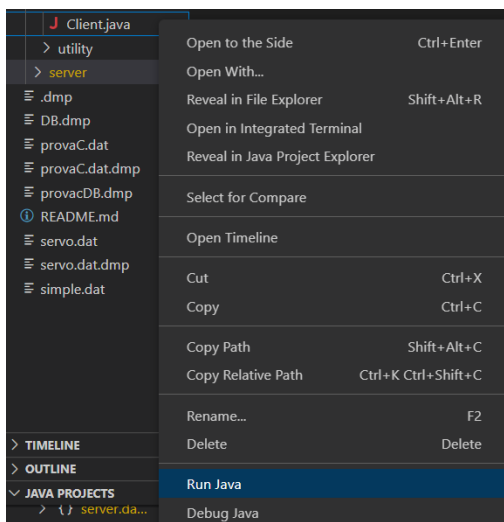 Client.java
utility
server
.dmp
DB.dmp
provaC.dat
provaC.dat.dmp
provacDB.dmp
README.md
servo.dat
servo.dat.dmp
simple.dat
TIMELINE
OUTLINE
JAVA PROJECTS
{} server.da...
Open to the Side Ctrl+Enter
Open With...
Reveal in File Explorer Shift+Alt+R
Open in Integrated Terminal
Reveal in Java Project Explorer
Select for Compare
Open Timeline
Cut Ctrl+X
Copy Ctrl+C
Copy Path Shift+Alt+C
Copy Relative Path Ctrl+K Ctrl+Shift+C
Rename... F2
Delete Delete
Run Java
Debug Java